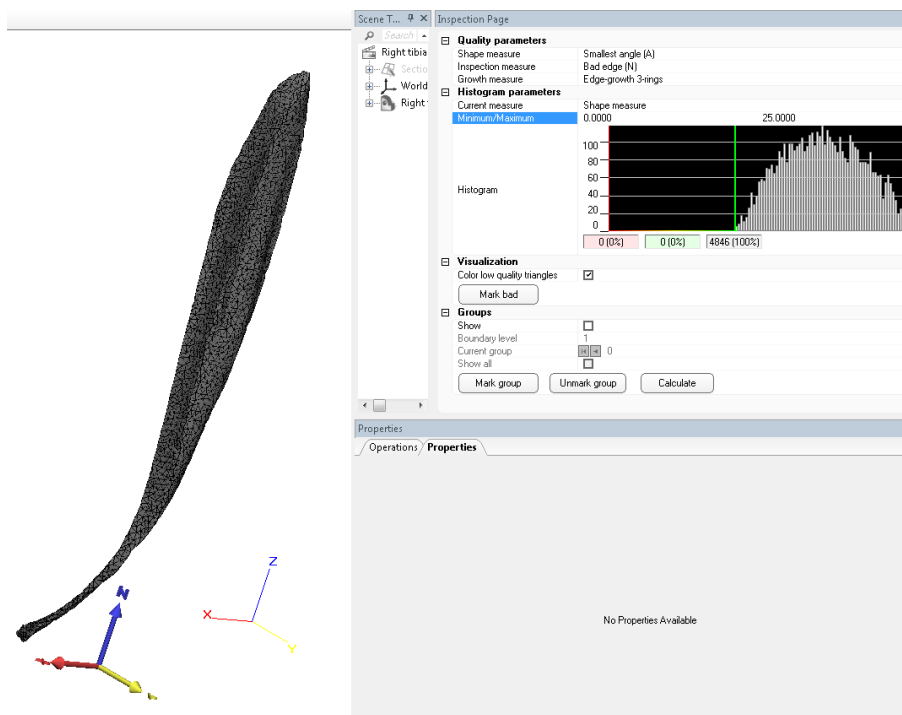 Scene T...
Inspection Page
Search
Right tibia
Sectio
World
Right
Quality parameters
Shape measure Smallest angle (A)
Inspection measure Bad edge (N)
Growth measure Edge-growth 3-rings
Histogram parameters
Current measure Shape measure
Minimum/Maximum 0.0000 25.0000
Histogram
100
80
60
40
20
0
0 (0%) 0 (0%) 4846 (100%)
Visualization
Color low quality triangles
Mark bad
Groups
Show
Boundary level 1
Current group 0
Show all
Mark group Unmark group Calculate
Properties
Operations Properties
No Properties Available
Z
X
Y